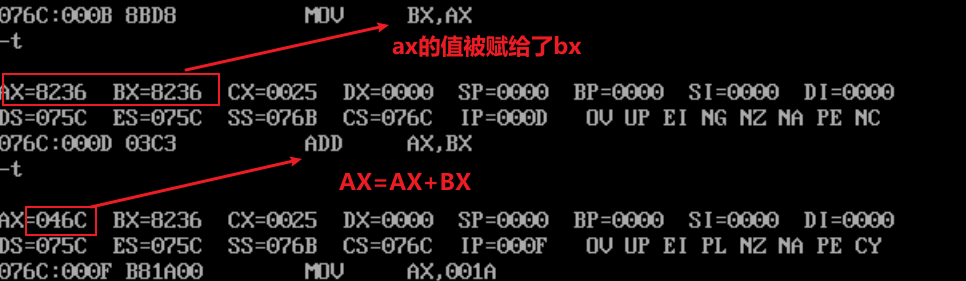 076C:000B 8BD8 MOV BX,AX
-t
ax的值被赋给了bx
AX=8236 BX=8236 CX=0025 DX=0000 SP=0000 BP=0000 SI=0000 DI=0000
DS=075C ES=075C SS=076B CS=076C IP=000D OV UP EI NG NZ NA PE NC
076C:000D 03C3 ADD AX,BX
-t
AX=AX+BX
AX=046C BX=8236 CX=0025 DX=0000 SP=0000 BP=0000 SI=0000 DI=0000
DS=075C ES=075C SS=076B CS=076C IP=000F OV UP EI PL NZ NA PE CY
076C:000F B81A00 MOV AX,001A